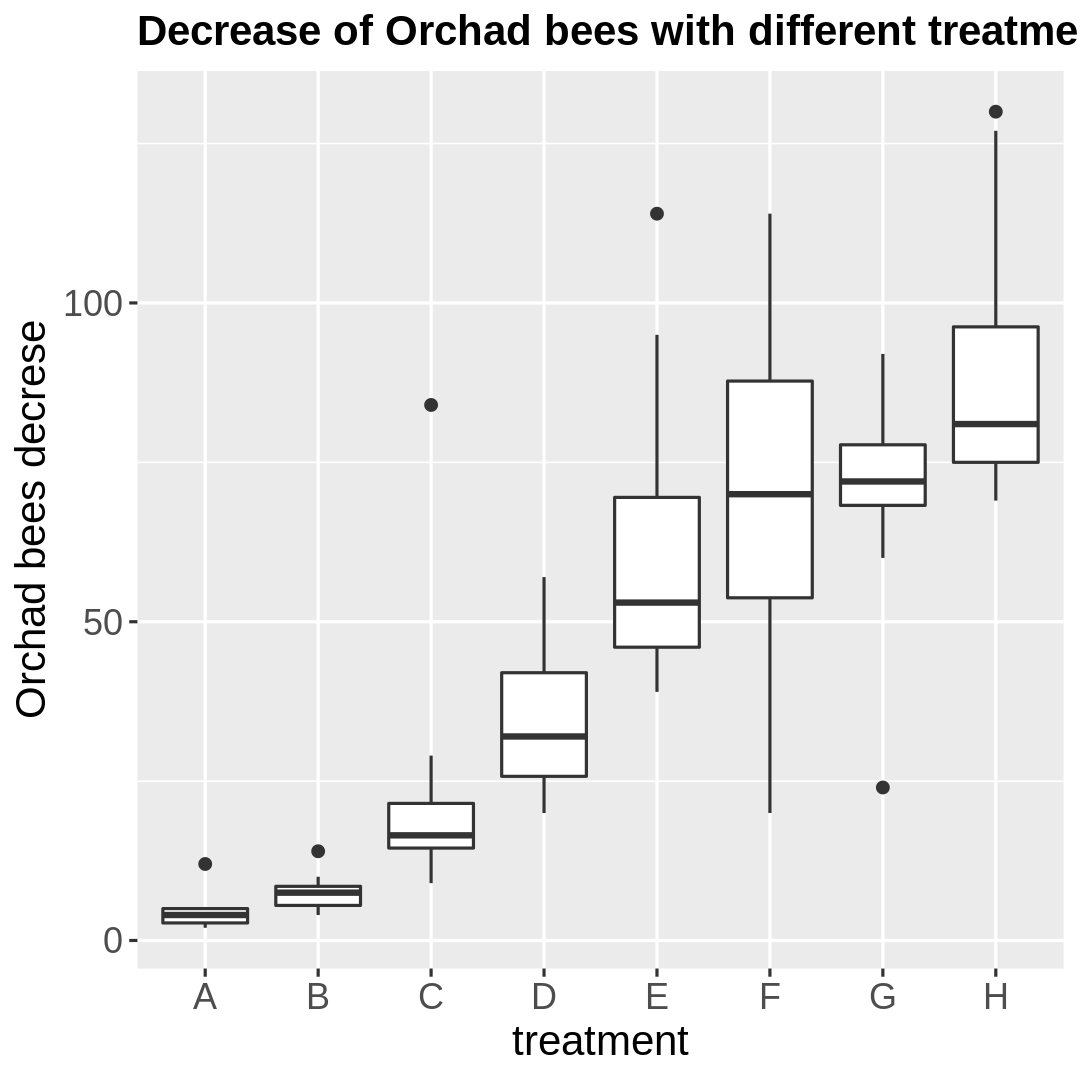 Decrease of Orchad bees with different treatme
Orchad bees decrese
100
50
0
A B C D E F G H
treatment